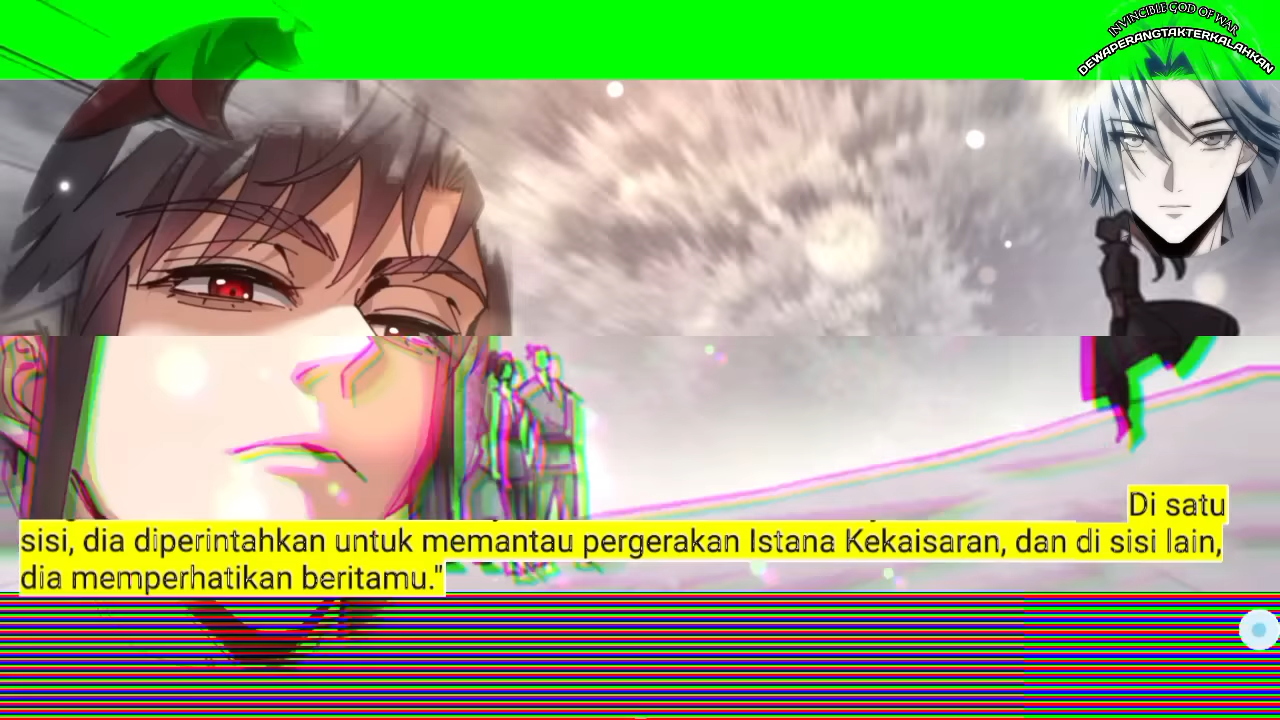 INVINCIBLE GOD OF WAR
DEWAPERANGTAKTERKALAHKAN
Di satu
sisi, dia diperintahkan untuk memantau pergerakan Istana Kekaisaran, dan di sisi lain,
dia memperhatikan beritamu."